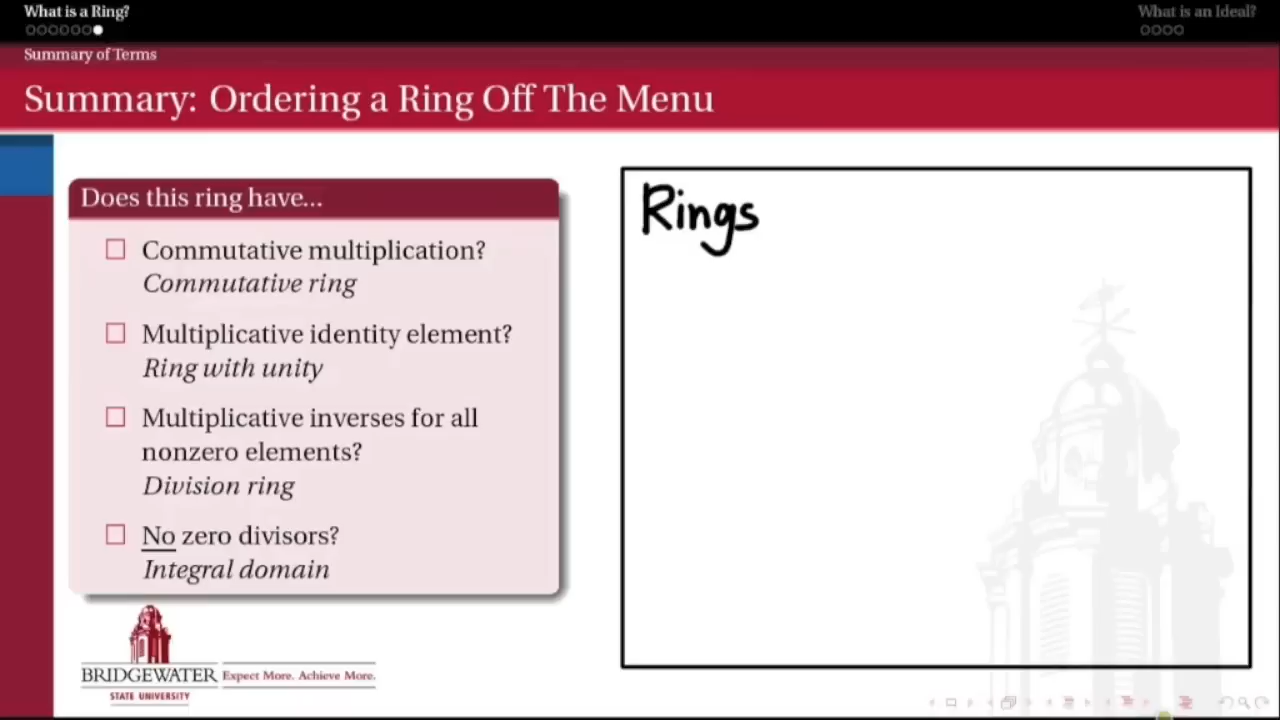 What is a Ring?
What is an Ideal?
Summary of Terms
Summary: Ordering a Ring Off The Menu
Does this ring have...
Commutative multiplication?
Commutative ring
Multiplicative identity element?
Ring with unity
Multiplicative inverses for all
nonzero elements?
Division ring
No zero divisors?
Integral domain
Rings
BRIDGEWATER
STATE UNIVERSITY
Expect More. Achieve More.